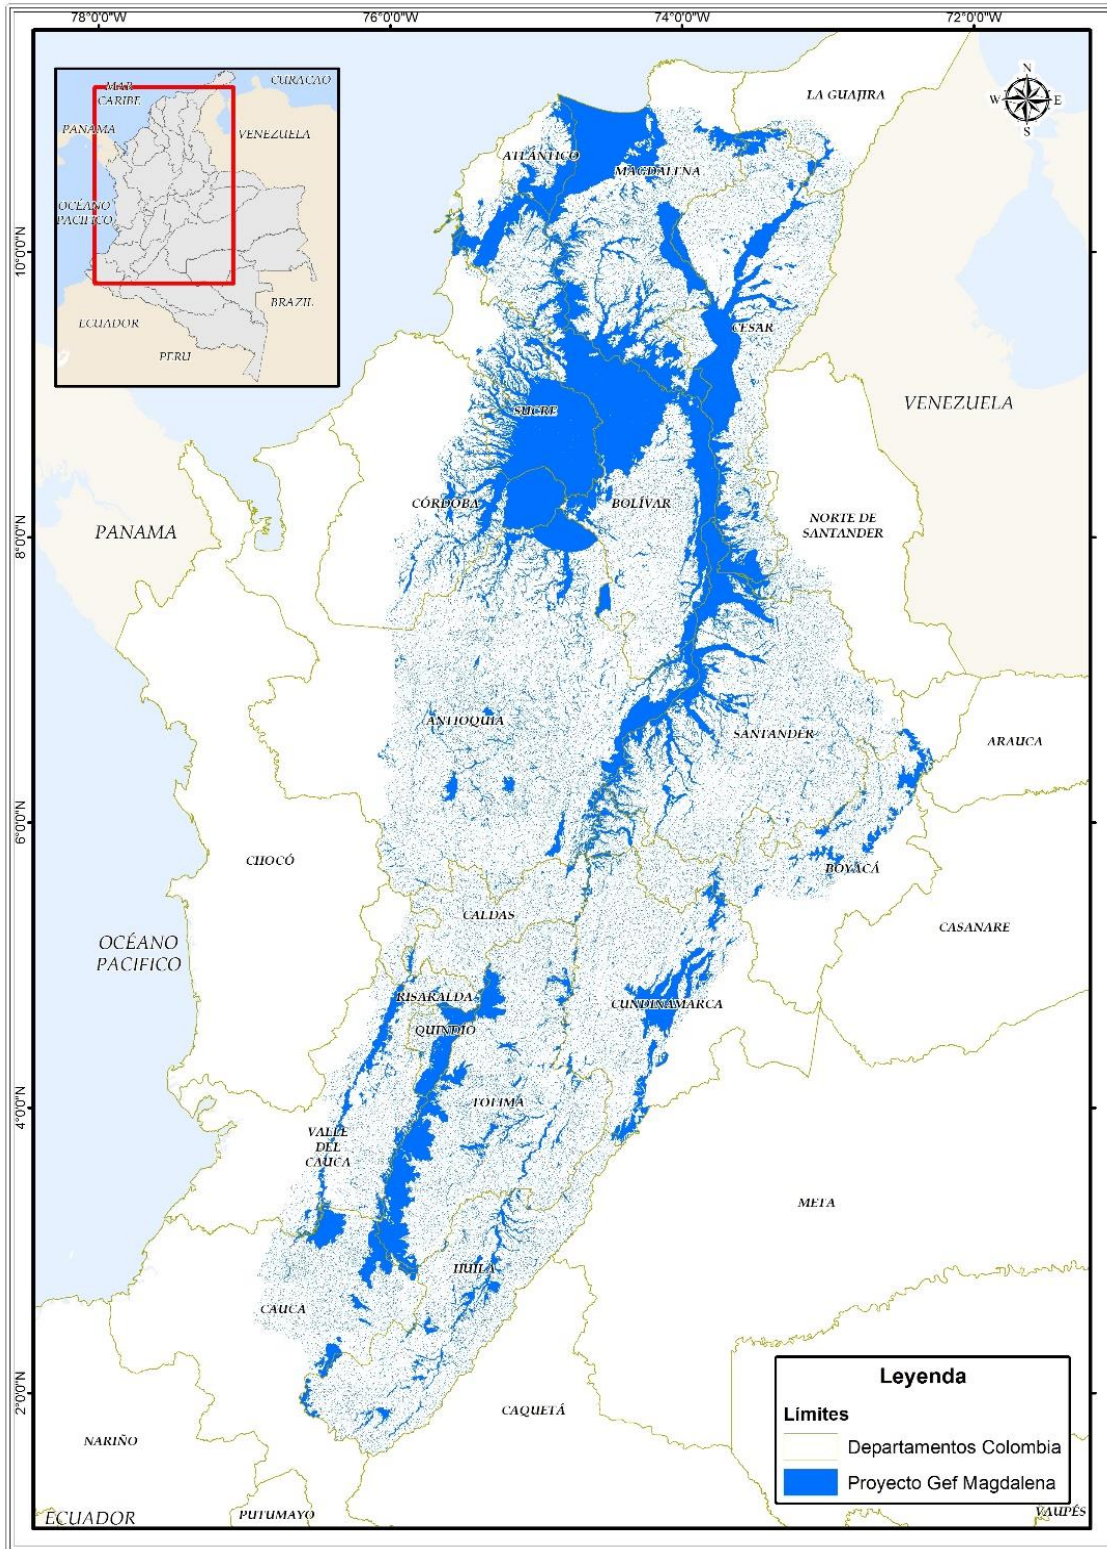 78°0'0"W
76°0'0"W
74°0'0"W
72°0'0"W
MAR
CARIBE
CURACAO
PANAMA
VENEZUELA
OCÉANO
PACIFICO
BRAZIL
ECUADOR
PERU
N
W
E
S
LA GUAJIRA
ATLÁNTICO
MAGDALENA
10°0'0"N
CESAR
SUCRE
VENEZUELA
CÓRDOBA
BOLÍVAR
PANAMA
NORTE DE
SANTANDER
8°0'0"N
ANTIOQUIA
SANTANDER
ARAUCA
6°0'0"N
CHOCÓ
BOYACÁ
CALDAS
CASANARE
OCÉANO
PACIFICO
RISARALDA
CUNDINAMARCA
QUINDIO
TOLIMA
4°0'0"N
VALLE
DEL
CAUCA
META
HUILA
CAUCA
2°0'0"N
CAQUETÁ
NARIÑO
PUTUMAYO
ECUADOR
VAUPÉS
Leyenda
Límites
Departamentos Colombia
Proyecto Gef Magdalena